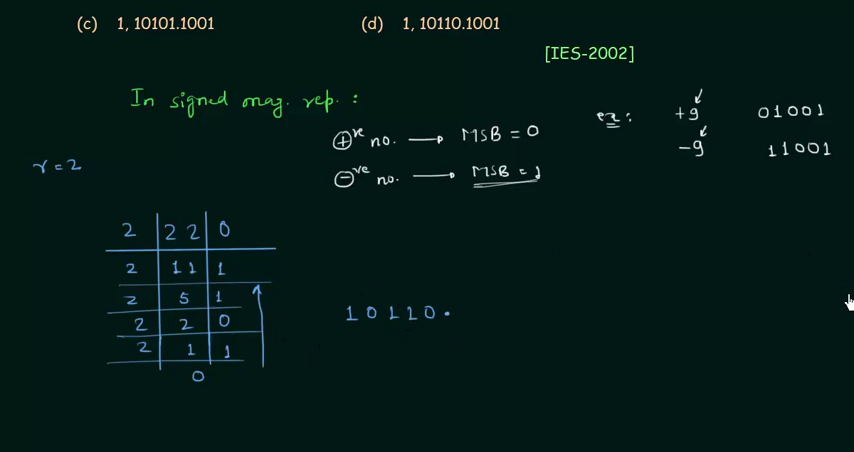 (c) 1, 10101.1001 (d) 1, 10110.1001
[IES-2002]
In signed mag. rep. :
⊕ve no. → MSB = 0
⊖ve no. → MSB = 1
ex: +9 01001
-9 11001
r = 2
2 22 0
2 11 1
2 5 1
2 2 0
2 1 1
0
10110.